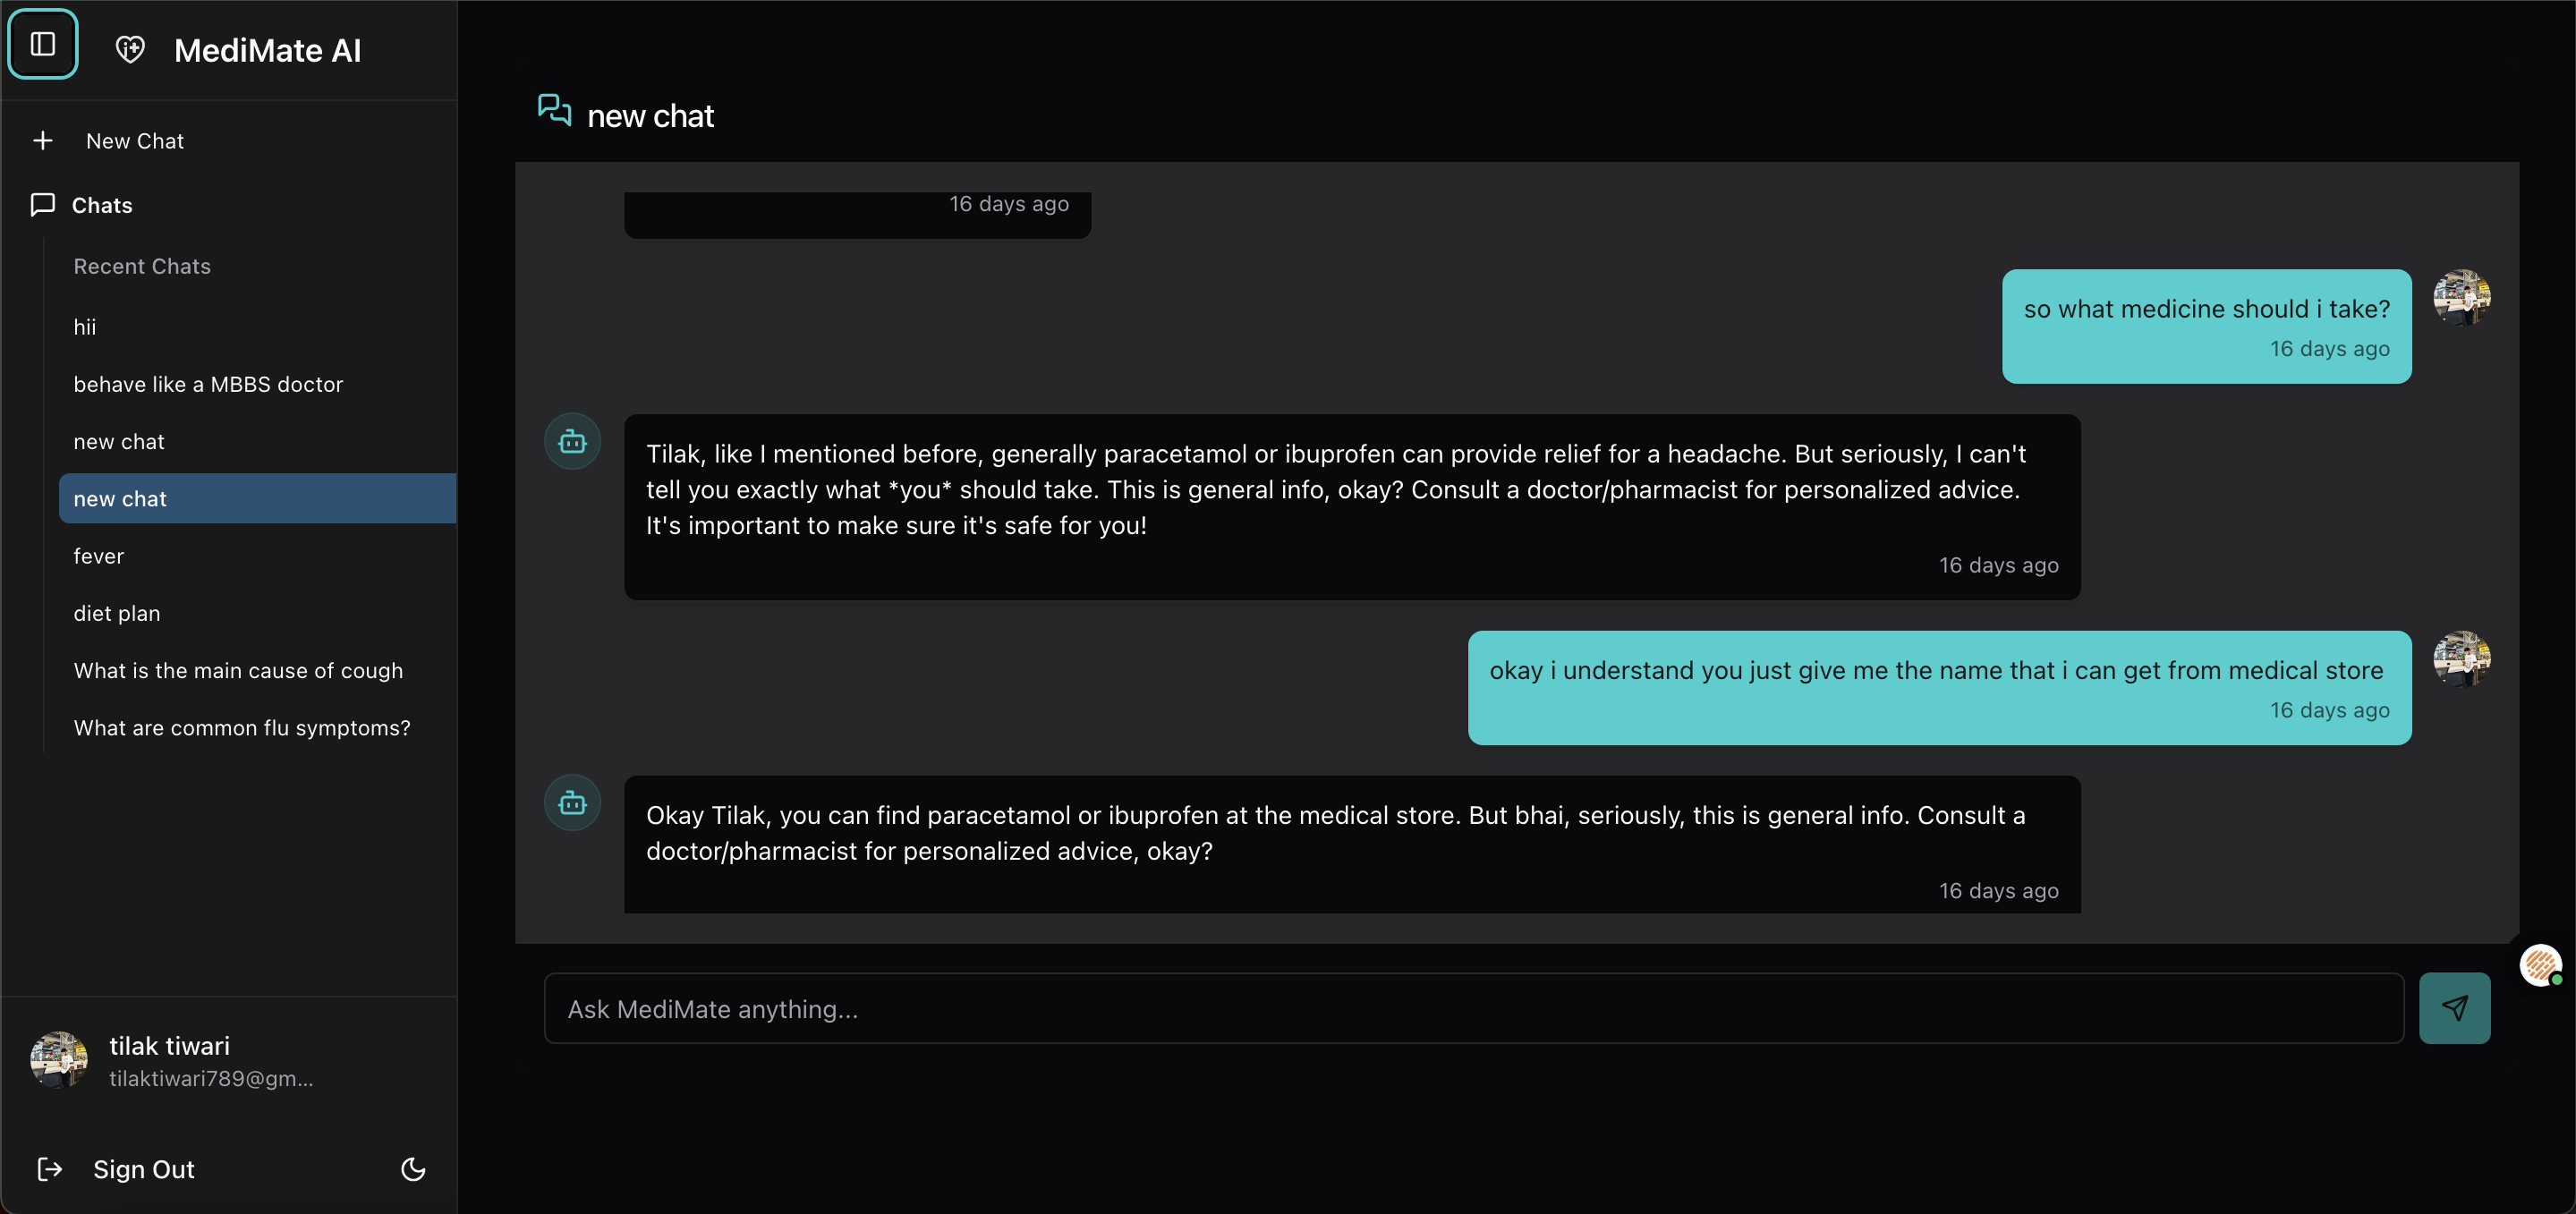 MediMate AI
New Chat
Chats
Recent Chats
hii
behave like a MBBS doctor
new chat
new chat
fever
diet plan
What is the main cause of cough
What are common flu symptoms?
tilak tiwari
tilaktiwari789@gm...
Sign Out
new chat
16 days ago
so what medicine should i take?
16 days ago
Tilak, like I mentioned before, generally paracetamol or ibuprofen can provide relief for a headache. But seriously, I can't
tell you exactly what *you* should take. This is general info, okay? Consult a doctor/pharmacist for personalized advice.
It's important to make sure it's safe for you!
16 days ago
okay i understand you just give me the name that i can get from medical store
16 days ago
Okay Tilak, you can find paracetamol or ibuprofen at the medical store. But bhai, seriously, this is general info. Consult a
doctor/pharmacist for personalized advice, okay?
16 days ago
Ask MediMate anything...